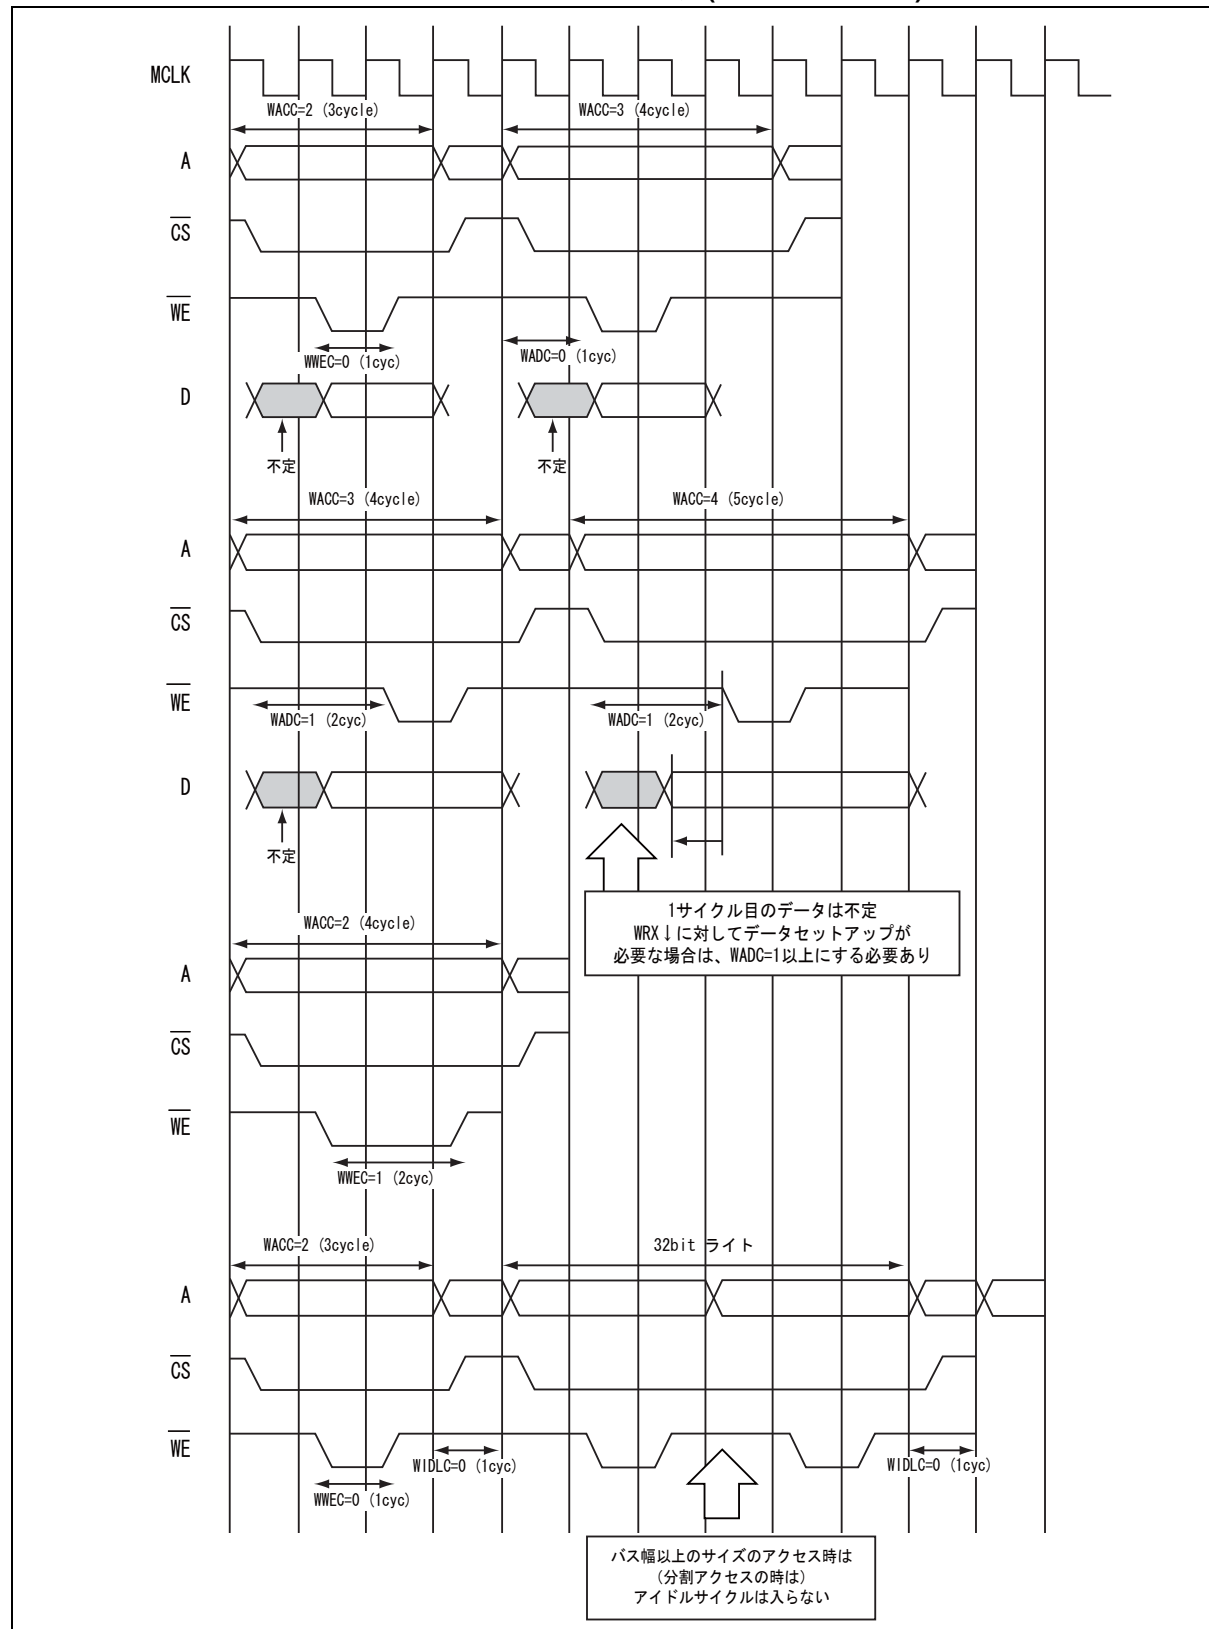 MCLK
WACC=2 (3cycle)
WACC=3 (4cycle)
A
CS
WE
WWEC=0 (1cyc)
WADC=0 (1cyc)
D
不定
不定
WACC=3 (4cycle)
WACC=4 (5cycle)
A
CS
WE
WADC=1 (2cyc)
WADC=1 (2cyc)
D
不定
1サイクル目のデータは不定
WRX↓に対してデータセットアップが
必要な場合は、WADC=1以上にする必要あり
WACC=2 (4cycle)
A
CS
WE
WWEC=1 (2cyc)
WACC=2 (3cycle)
32bit ライト
A
CS
WE
WIDLC=0 (1cyc)
WIDLC=0 (1cyc)
WWEC=0 (1cyc)
バス幅以上のサイズのアクセス時は
(分割アクセスの時は)
アイドルサイクルは入らない